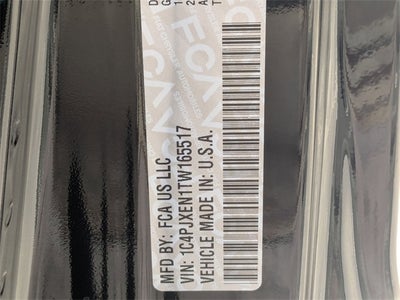 MFD BY: FCA US LLC
VIN: 1C4PJXEN1TW165517
VEHICLE MADE IN: U.S.A.